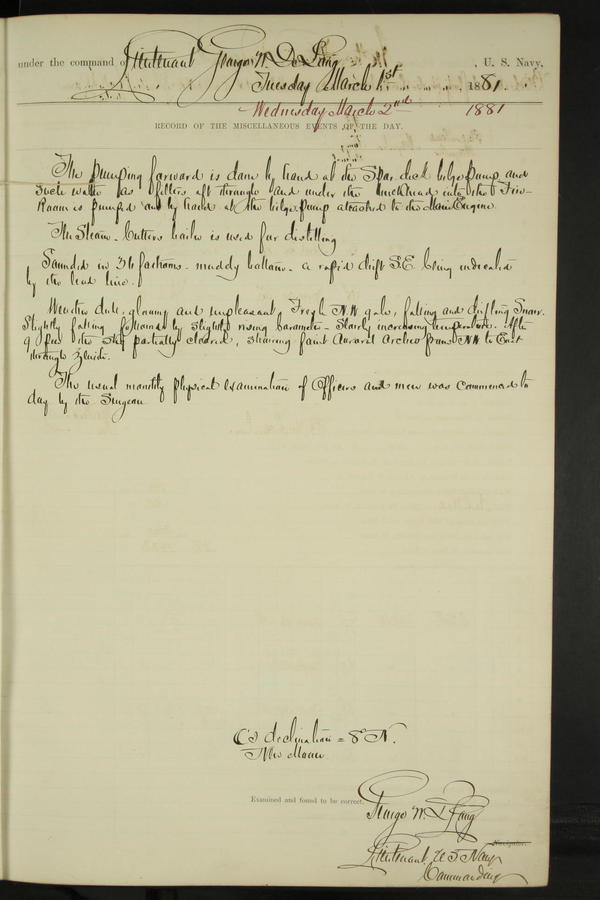 under the command of Lieutenant George W. De Long, U. S. Navy,
Tuesday March 1st, 1881.
Wednesday March 2nd 1881
RECORD OF THE MISCELLANEOUS EVENTS OF THE DAY.
The pumping forward is done by hand at the Spar deck bilge pump and
Such water as filters aft through and under the bulkhead into the Fire-
Room is pumped out by hand at the bilge pump attached to the Main Engine.
The Steam-Cutters boiler is used for distilling
Sounded in 34 fathoms. muddy bottom - a rapid drift S.E. being indicated
by the lead line.
Weather dull, gloomy and unpleasant, Fresh N.W. gale, falling and drifting Snow.
Slightly falling followed by slightly rising barometer - Slowly increasing temperature. After
9 P.M. the sky partially cleared, showing faint Auroral Arches from NW to East
through Zenith.
The usual monthly physical examination of Officers and men was commenced to
day by the Surgeon
C's declination = 8° N.
New Moon
Examined and found to be correct,
George W. De Long
Navigator.
Lieutenant U S Navy
Commanding